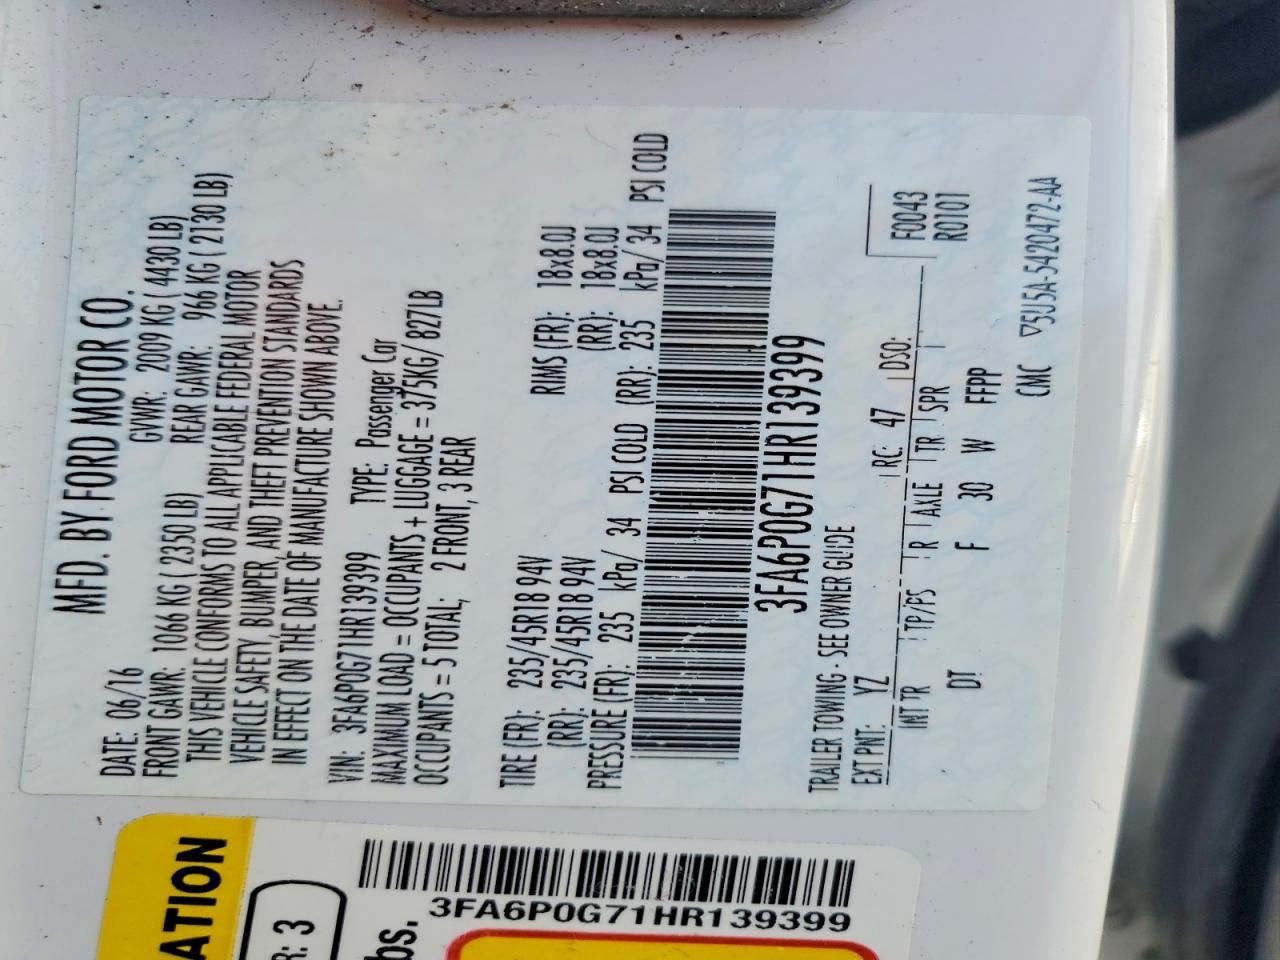 MFD. BY FORD MOTOR CO.
DATE: 06/16 GVWR: 2009 KG ( 4430 LB)
FRONT GAWR: 1066 KG ( 2350 LB) REAR GAWR: 966 KG ( 2130 LB)
THIS VEHICLE CONFORMS TO ALL APPLICABLE FEDERAL MOTOR
VEHICLE SAFETY, BUMPER, AND THEFT PREVENTION STANDARDS
IN EFFECT ON THE DATE OF MANUFACTURE SHOWN ABOVE.
VIN: 3FA6P0G71HR139399 TYPE: Passenger Car
MAXIMUM LOAD = OCCUPANTS + LUGGAGE = 375KG/ 827LB
OCCUPANTS = 5 TOTAL; 2 FRONT, 3 REAR
TIRE (FR): 235/45R18 94V RIMS (FR): 18x8.0J
(RR): 235/45R18 94V (RR): 18x8.0J
PRESSURE (FR): 235 kPa/ 34 PSI COLD (RR): 235 kPa/ 34 PSI COLD
3FA6P0G71HR139399
TRAILER TOWING - SEE OWNER GUIDE
EXT PNT: YZ RC: 47 DSO: F0043
R0101
INT TR TP/PS R AXLE TR SPR
DT F 30 W FFPP
CMC 5U5A-5420472-AA
3FA6P0G71HR139399
ATION
R: 3
bs.